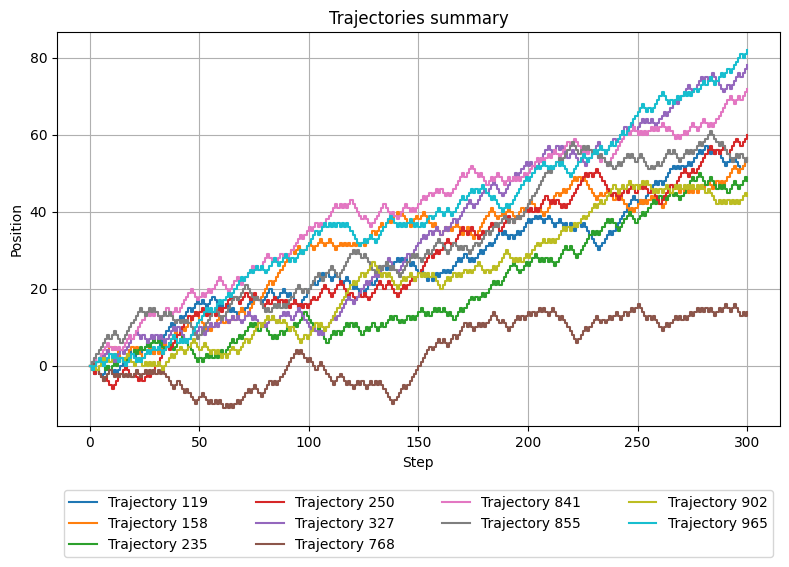 Trajectories summary
80
60
40
20
0
Position
0 50 100 150 200 250 300
Step
Trajectory 119 Trajectory 250 Trajectory 841 Trajectory 902
Trajectory 158 Trajectory 327 Trajectory 855 Trajectory 965
Trajectory 235 Trajectory 768